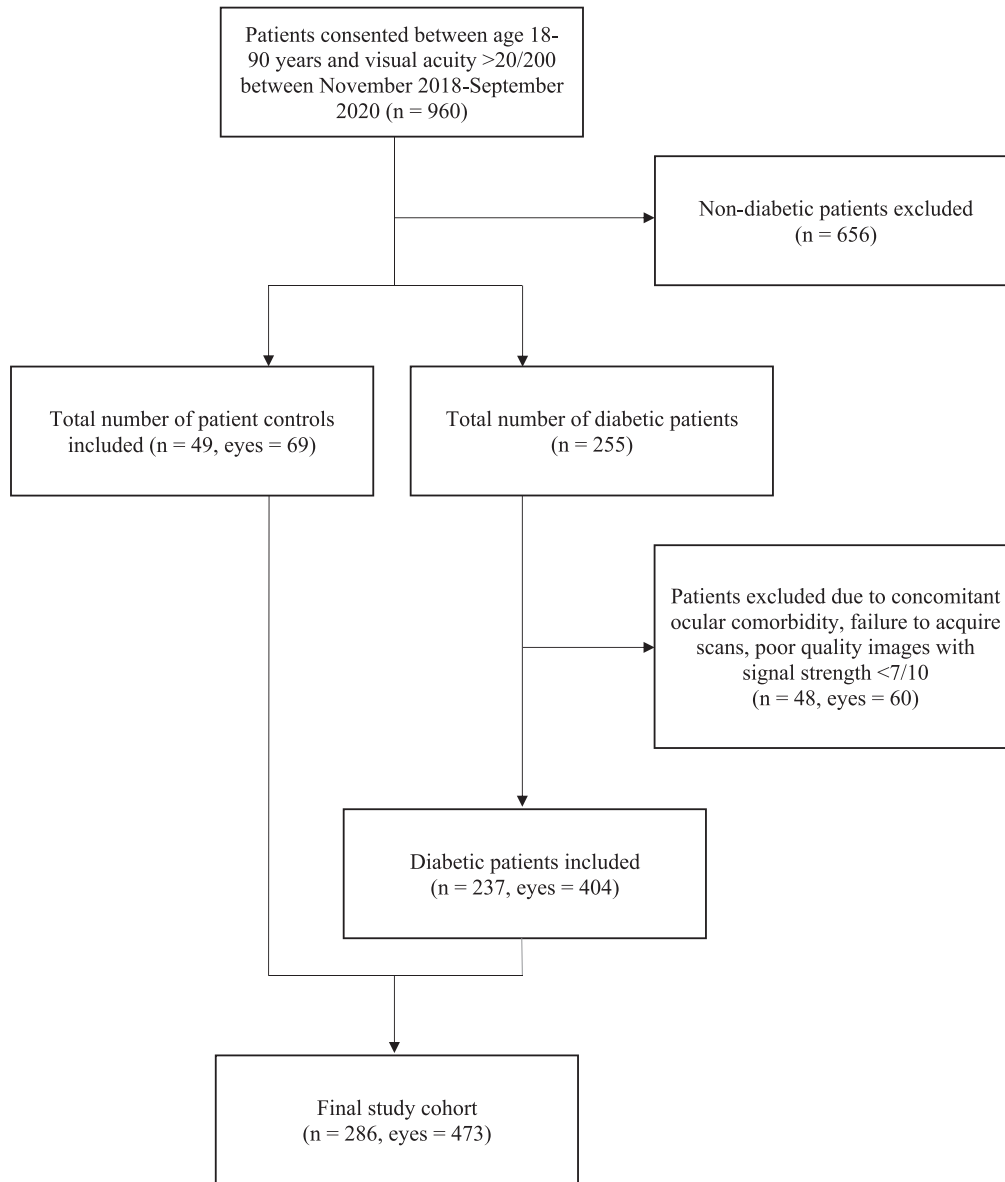 Patients consented between age 18-
90 years and visual acuity >20/200
between November 2018-September
2020 (n = 960)
Non-diabetic patients excluded
(n = 656)
Total number of patient controls
included (n = 49, eyes = 69)
Total number of diabetic patients
(n = 255)
Patients excluded due to concomitant
ocular comorbidity, failure to acquire
scans, poor quality images with
signal strength <7/10
(n = 48, eyes = 60)
Diabetic patients included
(n = 237, eyes = 404)
Final study cohort
(n = 286, eyes = 473)